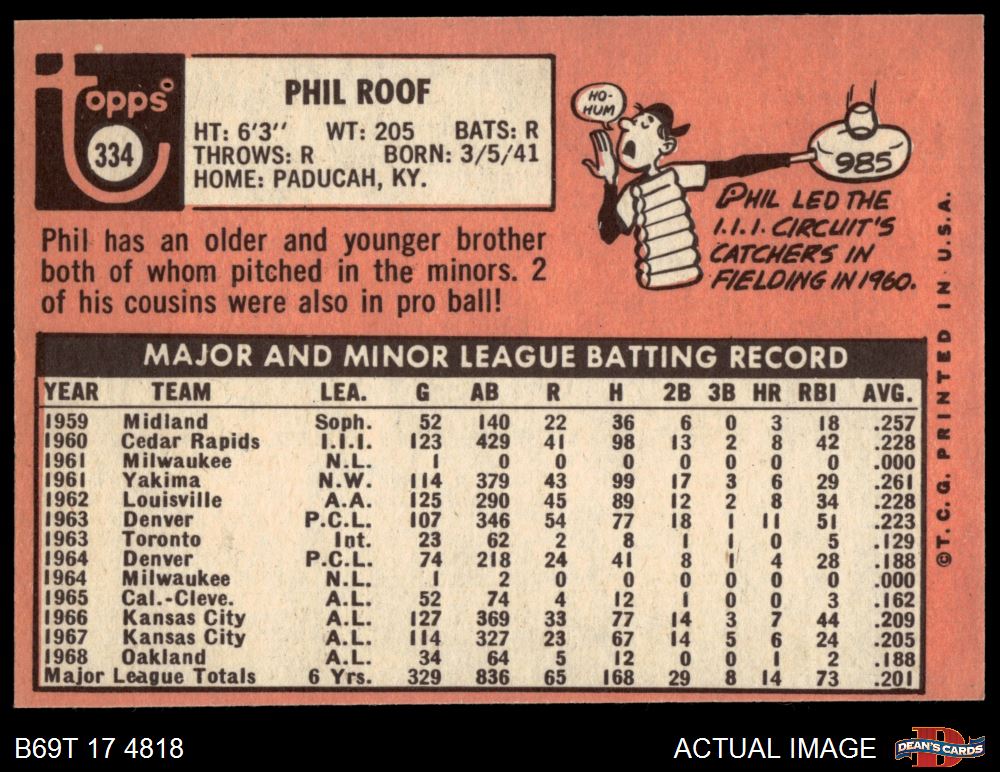 topps
334
PHIL ROOF
HT: 6'3" WT: 205 BATS: R
THROWS: R BORN: 3/5/41
HOME: PADUCAH, KY.
HO-
HUM
985
PHIL LED THE
I.I.I. CIRCUIT'S
CATCHERS IN
FIELDING IN 1960.
Phil has an older and younger brother
both of whom pitched in the minors. 2
of his cousins were also in pro ball!
MAJOR AND MINOR LEAGUE BATTING RECORD
YEAR TEAM LEA. G AB R H 2B 3B HR RBI AVG.
1959 Midland Soph. 52 140 22 36 6 0 3 18 .257
1960 Cedar Rapids I.I.I. 123 429 41 98 13 2 8 42 .228
1961 Milwaukee N.L. 1 0 0 0 0 0 0 0 .000
1961 Yakima N.W. 114 379 43 99 17 3 6 29 .261
1962 Louisville A.A. 125 290 45 89 12 2 8 34 .228
1963 Denver P.C.L. 107 346 54 77 18 1 11 51 .223
1963 Toronto Int. 23 62 2 8 1 1 0 5 .129
1964 Denver P.C.L. 74 218 24 41 8 1 4 28 .188
1964 Milwaukee N.L. 1 2 0 0 0 0 0 0 .000
1965 Cal.-Cleve. A.L. 52 74 4 12 1 0 0 3 .162
1966 Kansas City A.L. 127 369 33 77 14 3 7 44 .209
1967 Kansas City A.L. 114 327 23 67 14 5 6 24 .205
1968 Oakland A.L. 34 64 5 12 0 0 1 2 .188
Major League Totals 6 Yrs. 329 836 65 168 29 8 14 73 .201
©T.C.G. PRINTED IN U.S.A.
B69T 17 4818
ACTUAL IMAGE
DEAN'S CARDS